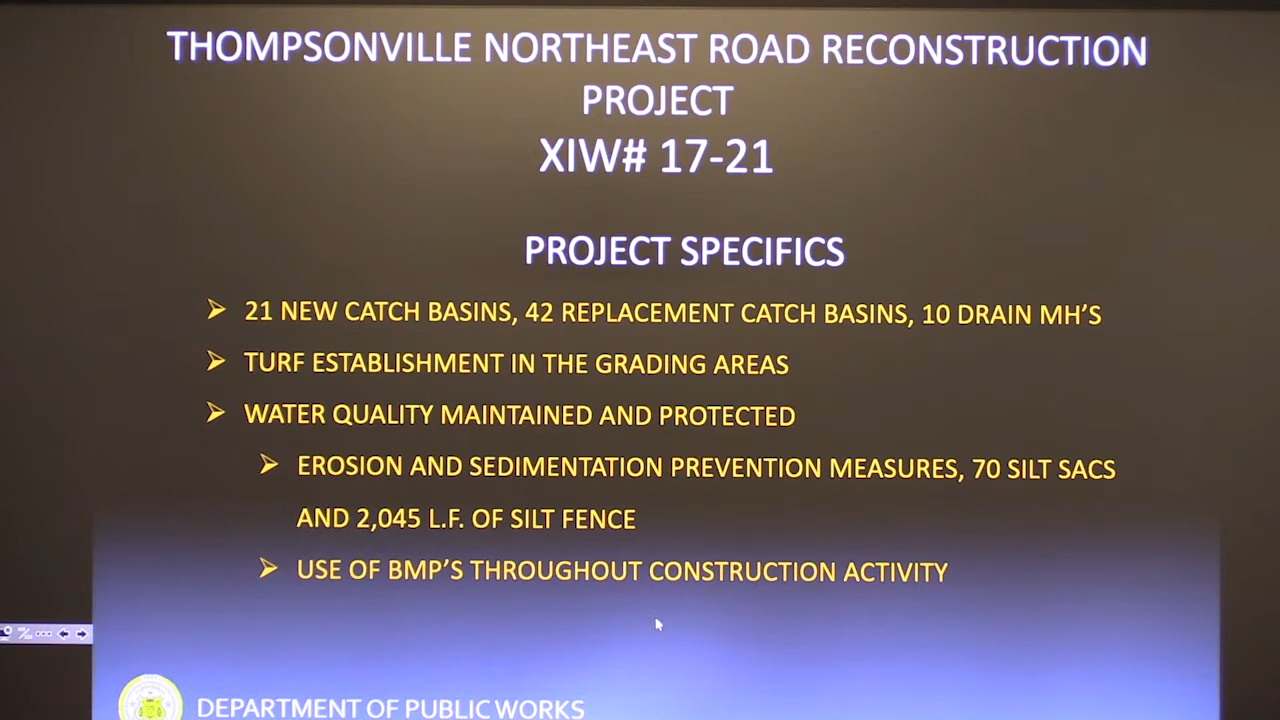 THOMPSONVILLE NORTHEAST ROAD RECONSTRUCTION
PROJECT
XIW# 17-21
PROJECT SPECIFICS
21 NEW CATCH BASINS, 42 REPLACEMENT CATCH BASINS, 10 DRAIN MH'S
TURF ESTABLISHMENT IN THE GRADING AREAS
WATER QUALITY MAINTAINED AND PROTECTED
EROSION AND SEDIMENTATION PREVENTION MEASURES, 70 SILT SACS
AND 2,045 L.F. OF SILT FENCE
USE OF BMP'S THROUGHOUT CONSTRUCTION ACTIVITY
DEPARTMENT OF PUBLIC WORKS